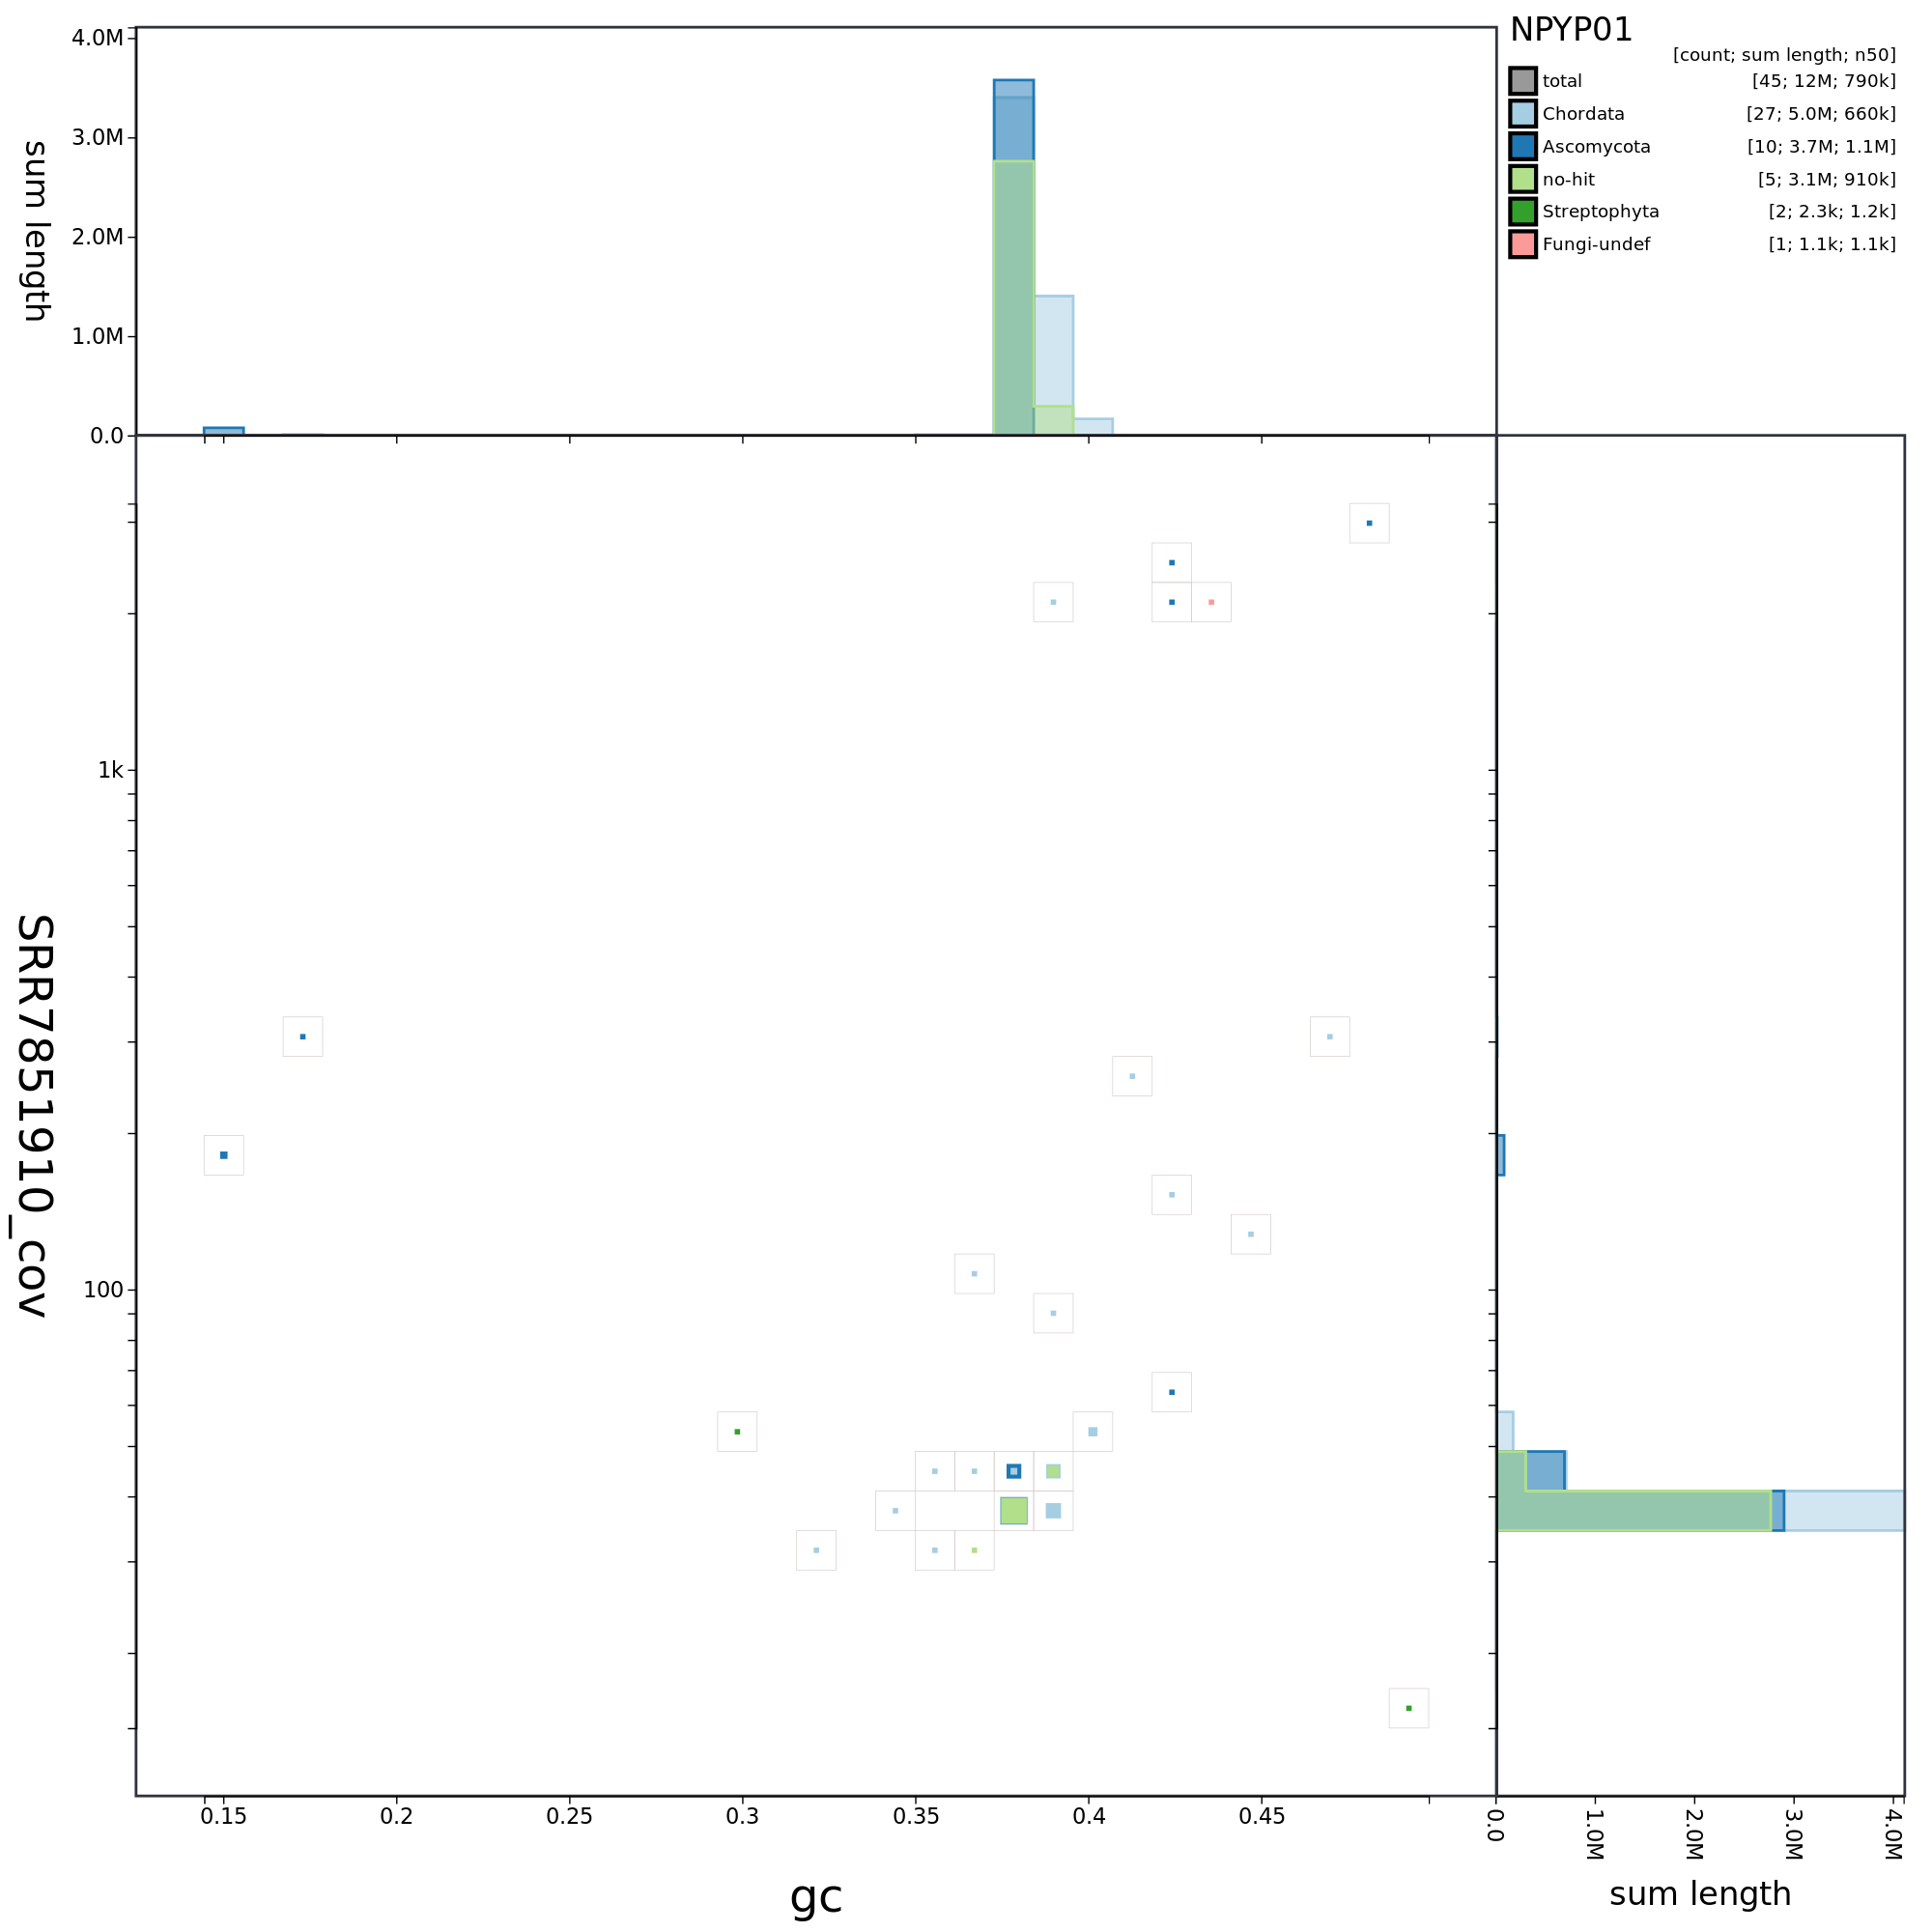 NPYP01
[count; sum length; n50]
total [45; 12M; 790k]
Chordata [27; 5.0M; 660k]
Ascomycota [10; 3.7M; 1.1M]
no-hit [5; 3.1M; 910k]
Streptophyta [2; 2.3k; 1.2k]
Fungi-undef [1; 1.1k; 1.1k]
sum length
4.0M
3.0M
2.0M
1.0M
0.0
SRR7851910_cov
1k
100
0.15 0.2 0.25 0.3 0.35 0.4 0.45
gc
0.0 1.0M 2.0M 3.0M 4.0M
sum length